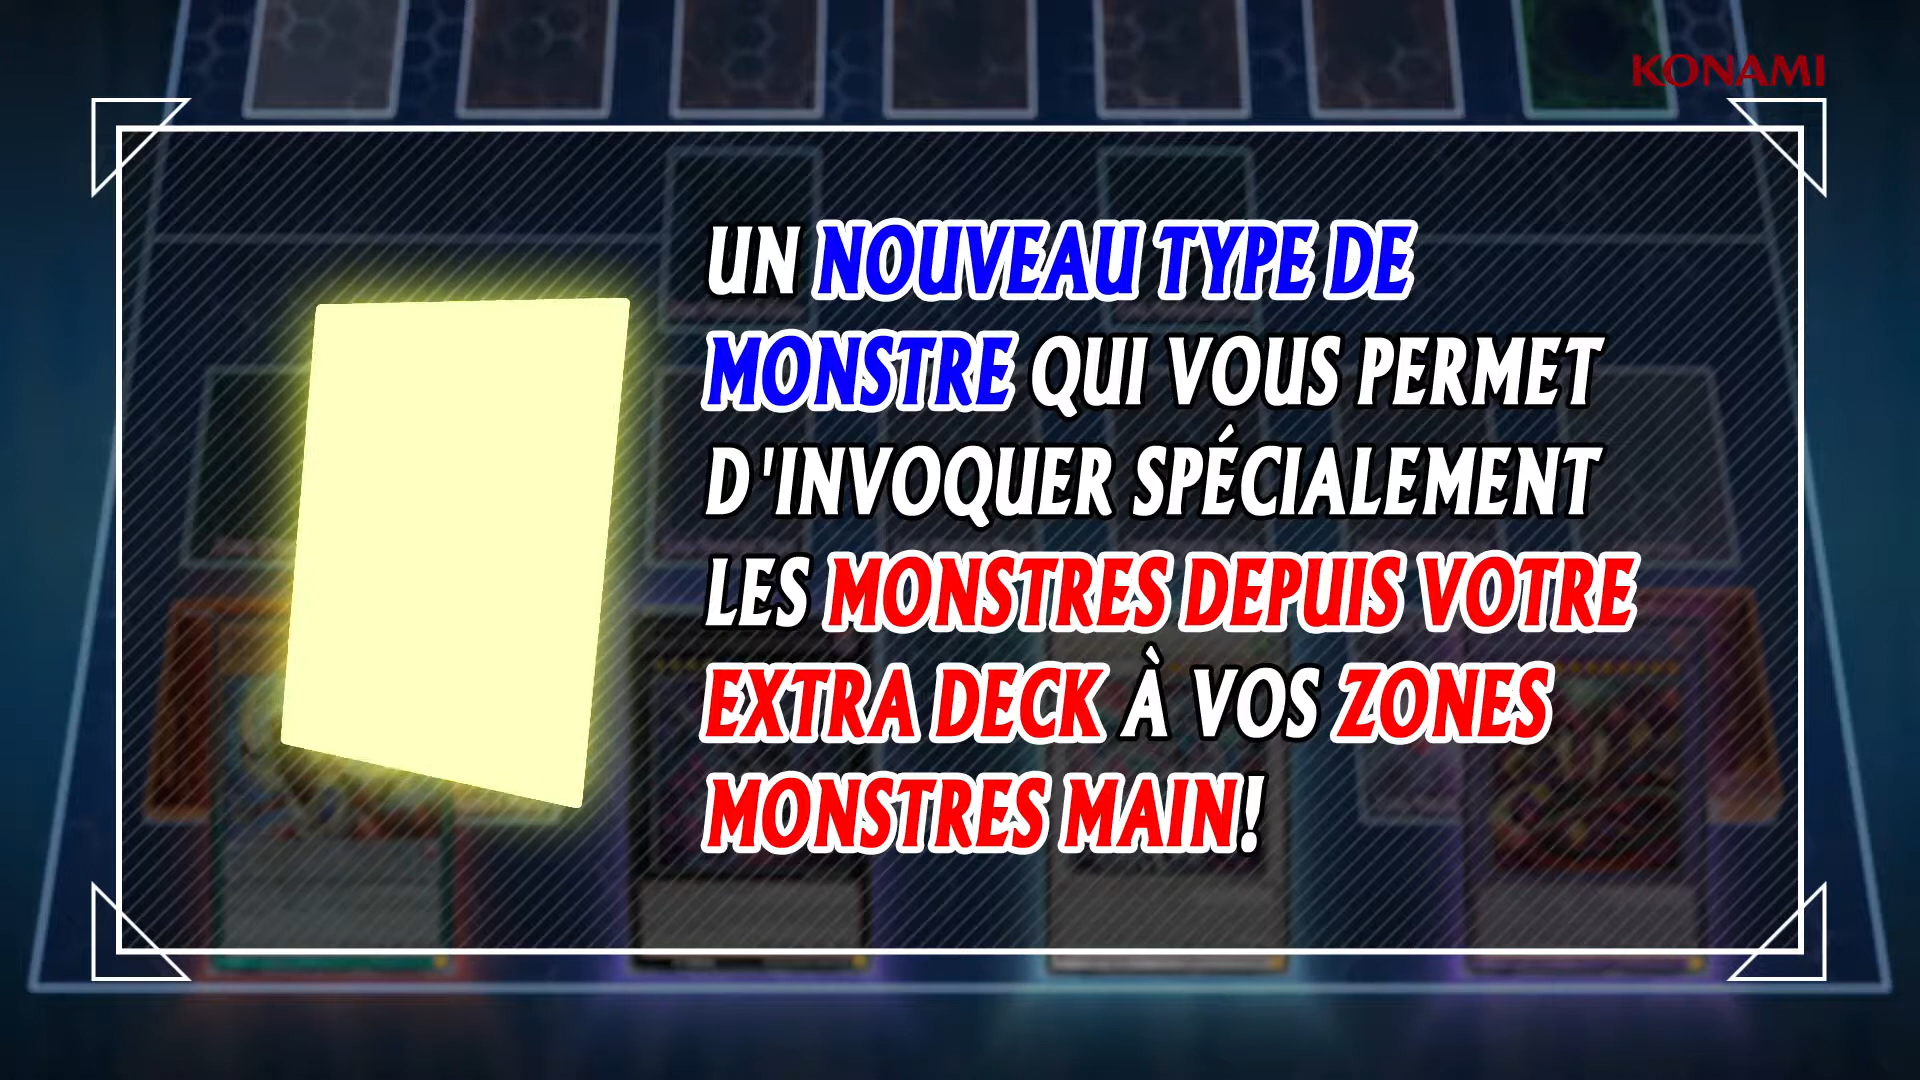 KONAMI
UN NOUVEAU TYPE DE
MONSTRE QUI VOUS PERMET
D'INVOQUER SPÉCIALEMENT
LES MONSTRES DEPUIS VOTRE
EXTRA DECK À VOS ZONES
MONSTRES MAIN!